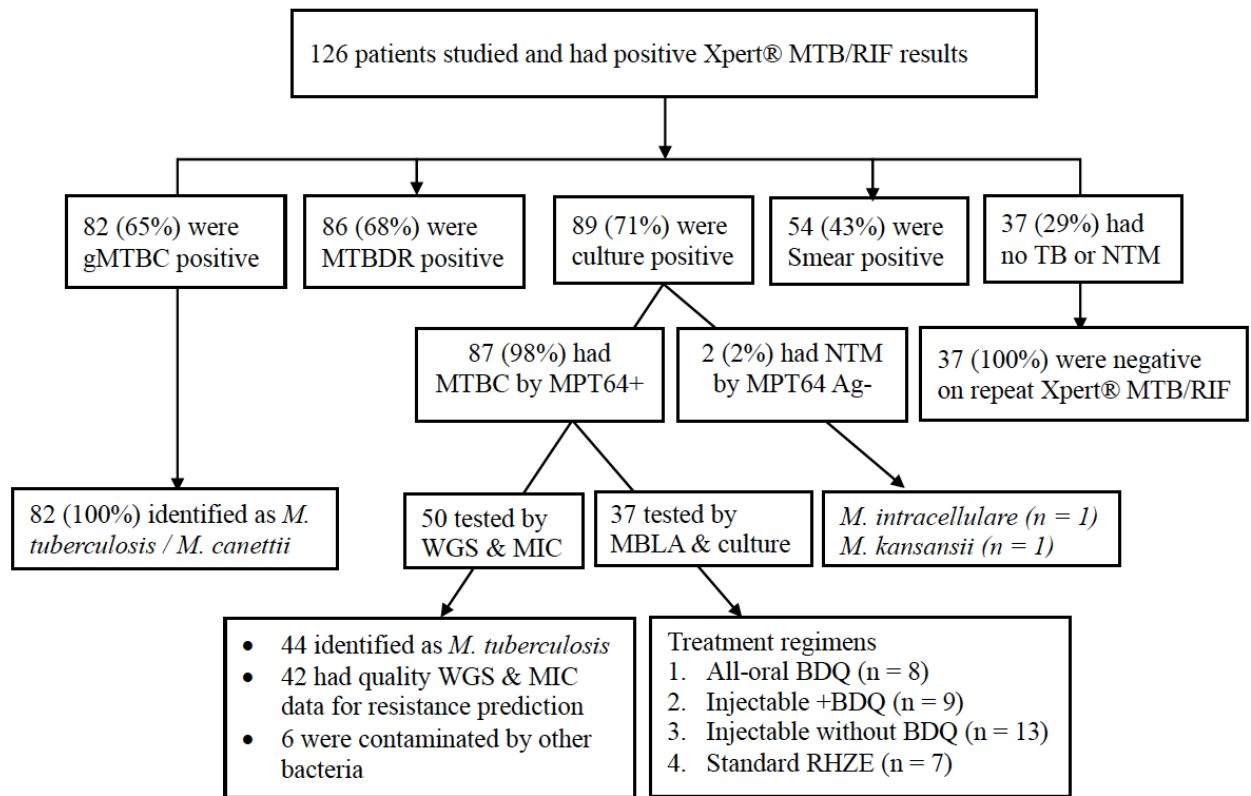 126 patients studied and had positive Xpert® MTB/RIF results
82 (65%) were
gMTBC positive
86 (68%) were
MTBDR positive
89 (71%) were
culture positive
54 (43%) were
Smear positive
37 (29%) had
no TB or NTM
87 (98%) had
MTBC by MPT64+
2 (2%) had NTM
by MPT64 Ag-
37 (100%) were negative
on repeat Xpert® MTB/RIF
82 (100%) identified as M.
tuberculosis / M. canettii
50 tested by
WGS & MIC
37 tested by
MBLA & culture
M. intracellulare (n = 1)
M. kansansii (n = 1)
• 44 identified as M. tuberculosis
• 42 had quality WGS & MIC
data for resistance prediction
• 6 were contaminated by other
bacteria
Treatment regimens
1. All-oral BDQ (n = 8)
2. Injectable +BDQ (n = 9)
3. Injectable without BDQ (n = 13)
4. Standard RHZE (n = 7)